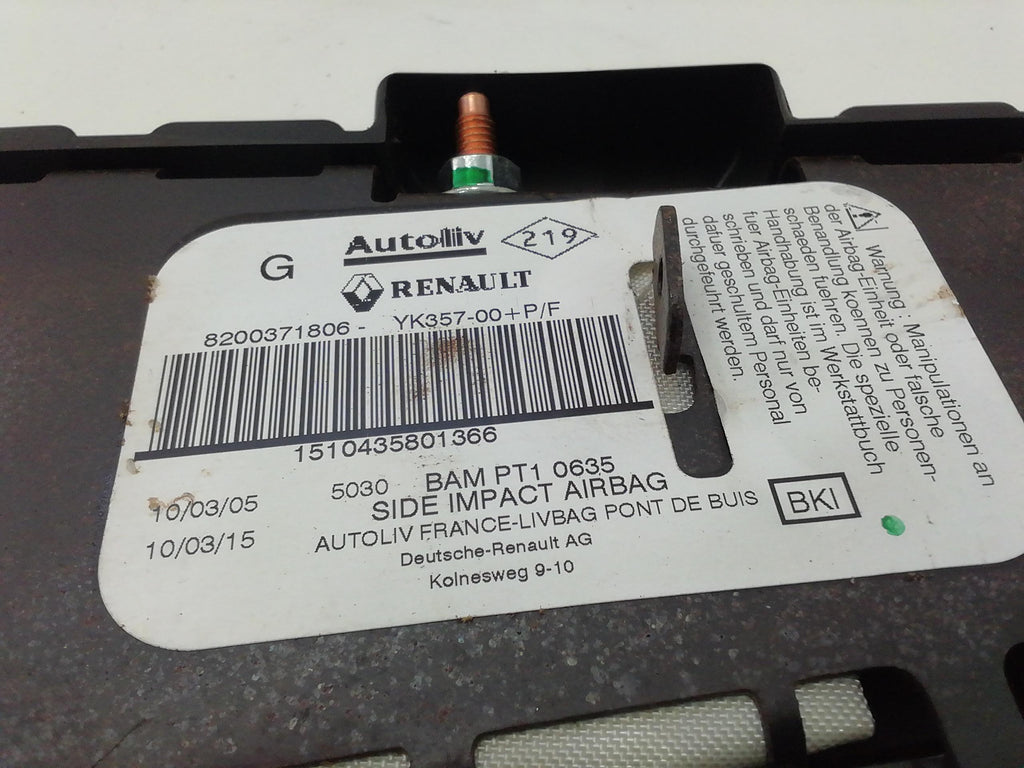 G
Autoliv
219
RENAULT
8200371806- YK357-00+P/F
1510435801366
10/03/05
10/03/15
5030 BAM PT1 0635
SIDE IMPACT AIRBAG
AUTOLIV FRANCE-LIVBAG PONT DE BUIS
Deutsche-Renault AG
Kolnesweg 9-10
BKI
Warnung : Manipulationen an
der Airbag-Einheit oder falsche
Benandlung koennen zu Personen-
schaeden fuehren. Die spezielle
Handhabung ist im Werkstattbuch
fuer Airbag-Einheiten be-
schrieben und darf nur von
dafuer geschultem Personal
durchgefuehrt werden.